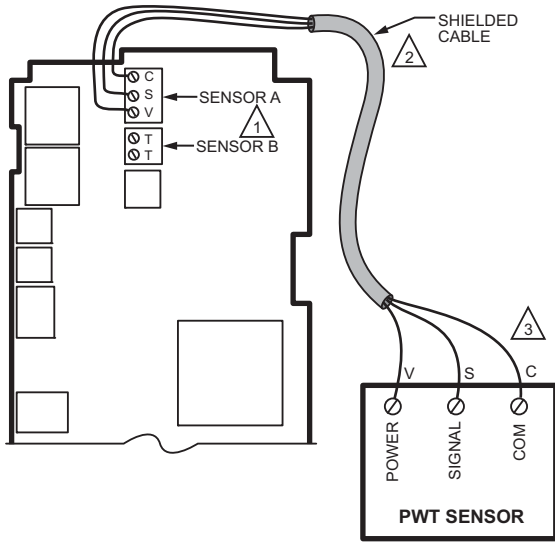 SHIELDED
CABLE
2
C
S
V
SENSOR A
1
T
T
SENSOR B
3
V
S
C
POWER
SIGNAL
COM
PWT SENSOR